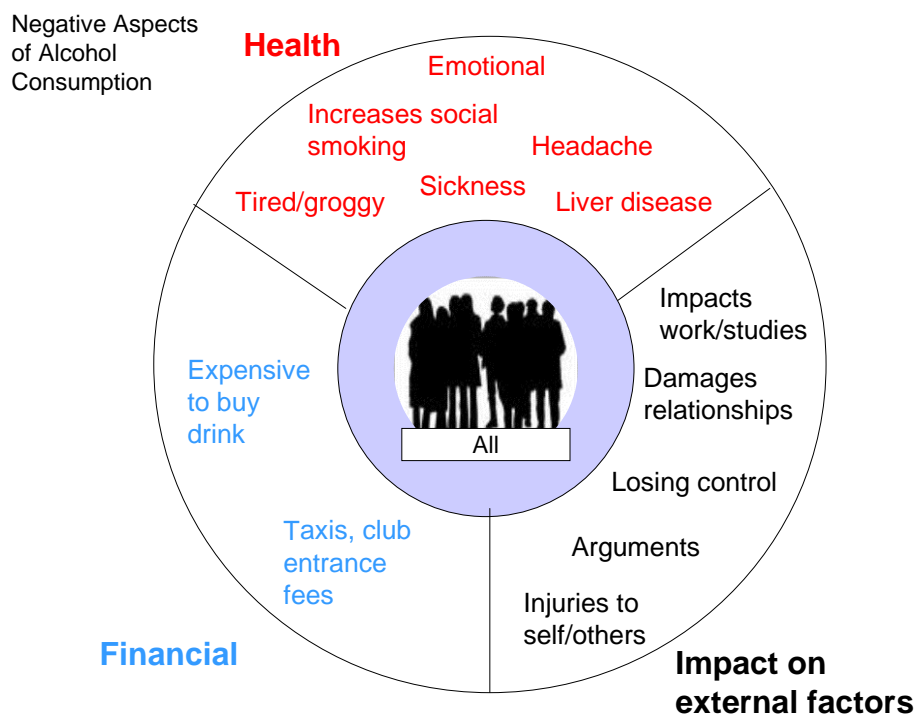 Negative Aspects
of Alcohol
Consumption
Health
Emotional
Increases social
smoking
Headache
Sickness
Tired/groggy
Liver disease
Impacts
work/studies
Damages
relationships
Losing control
Arguments
Injuries to
self/others
Impact on
external factors
Expensive
to buy
drink
Taxis, club
entrance
fees
Financial
All